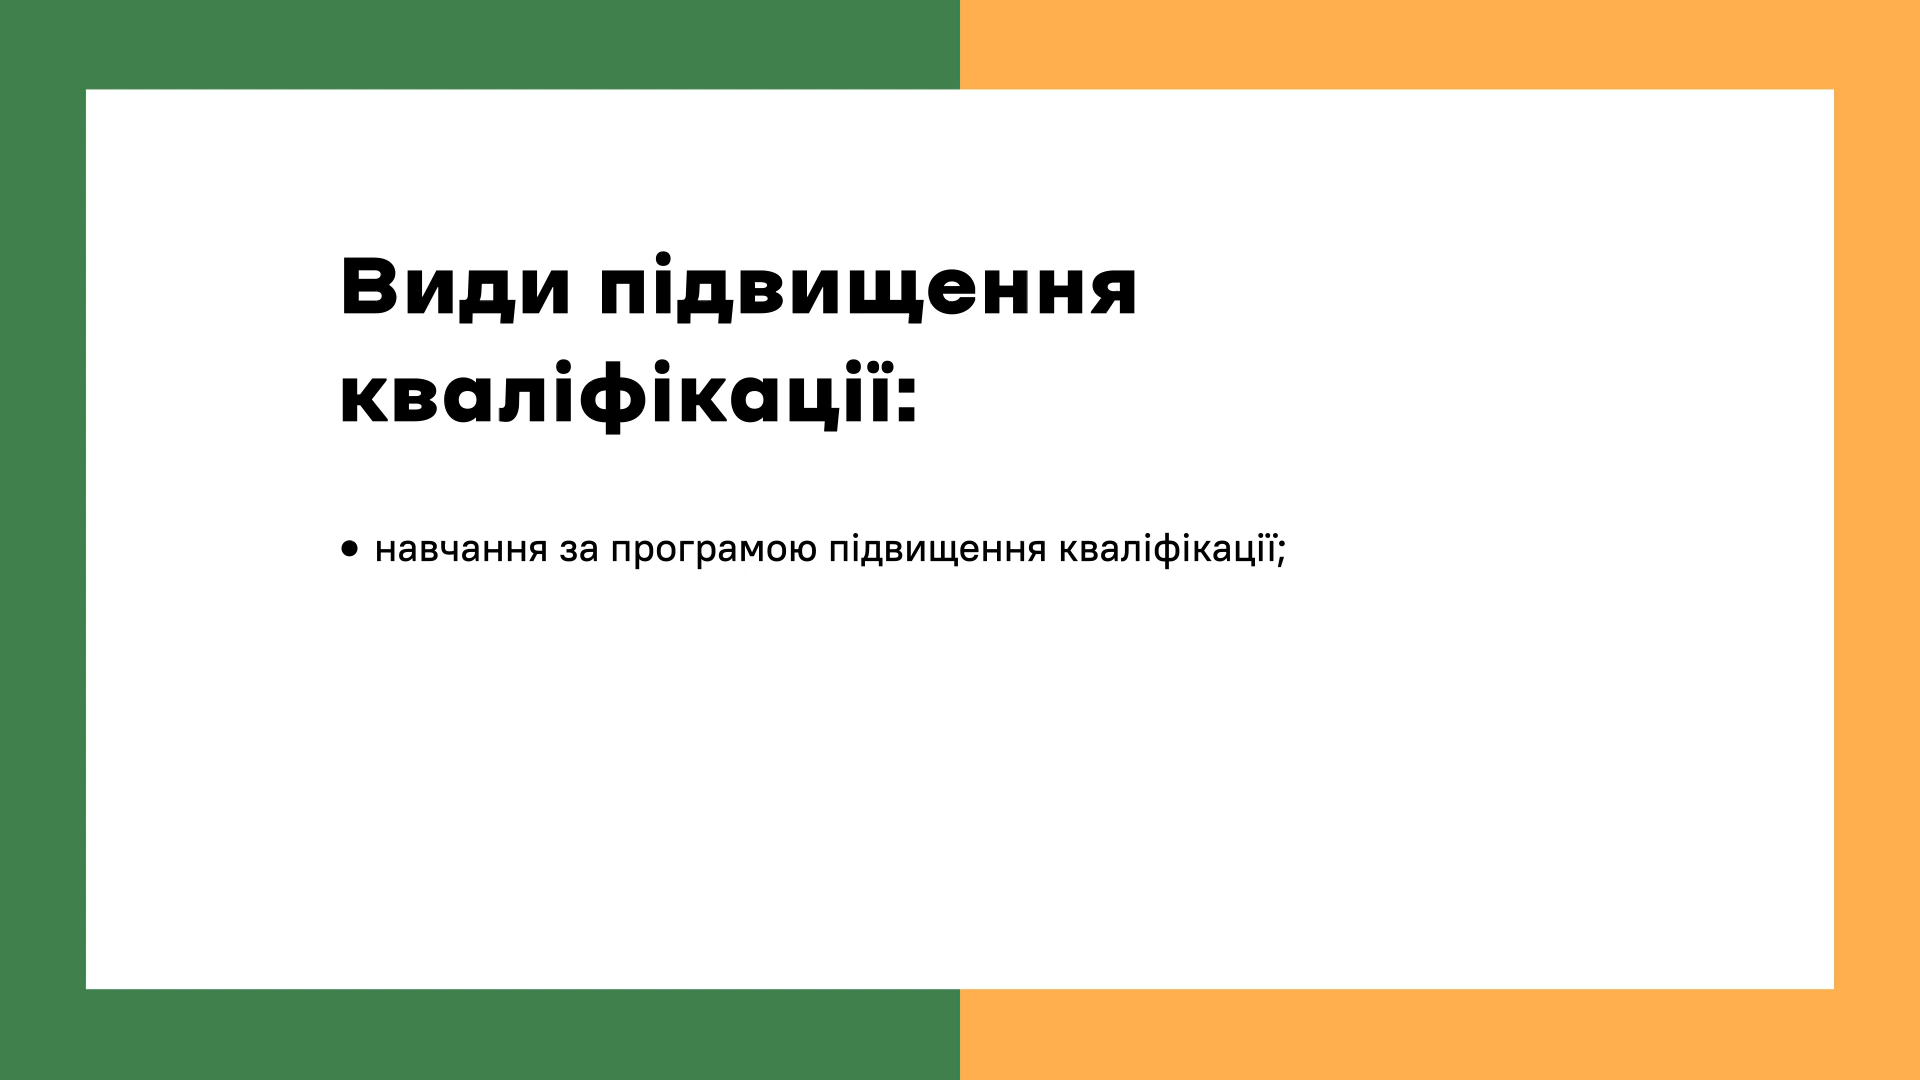 Види підвищення
кваліфікації:
• навчання за програмою підвищення кваліфікації;